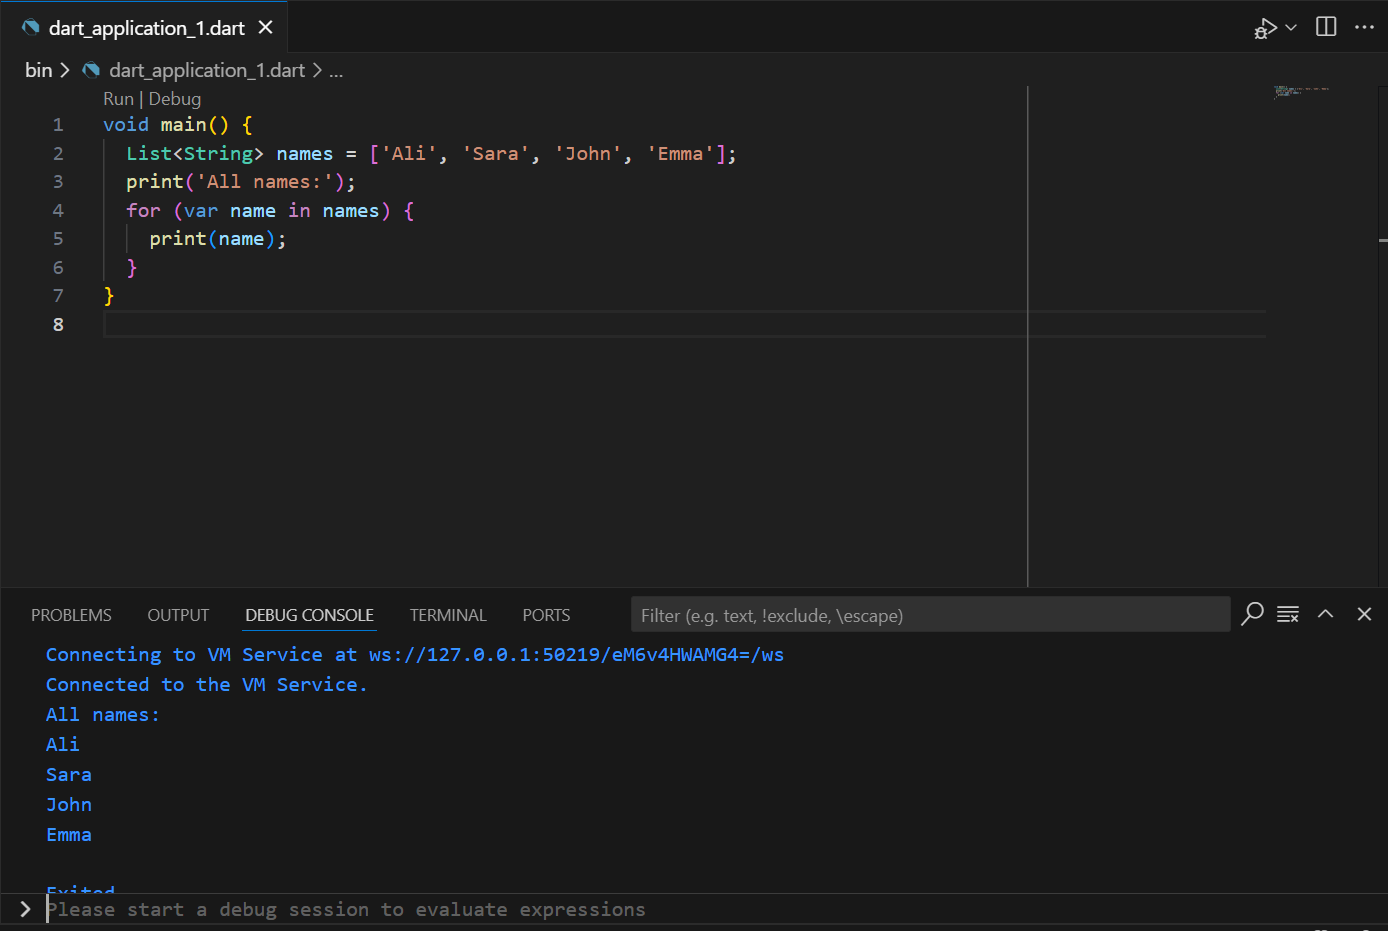 dart_application_1.dart
bin > dart_application_1.dart > ...
Run | Debug
1 void main() {
2 List<String> names = ['Ali', 'Sara', 'John', 'Emma'];
3 print('All names:');
4 for (var name in names) {
5 print(name);
6 }
7 }
8
PROBLEMS OUTPUT DEBUG CONSOLE TERMINAL PORTS Filter (e.g. text, !exclude, \escape)
Connecting to VM Service at ws://127.0.0.1:50219/eM6v4HWAMG4=/ws
Connected to the VM Service.
All names:
Ali
Sara
John
Emma
Exited
> Please start a debug session to evaluate expressions